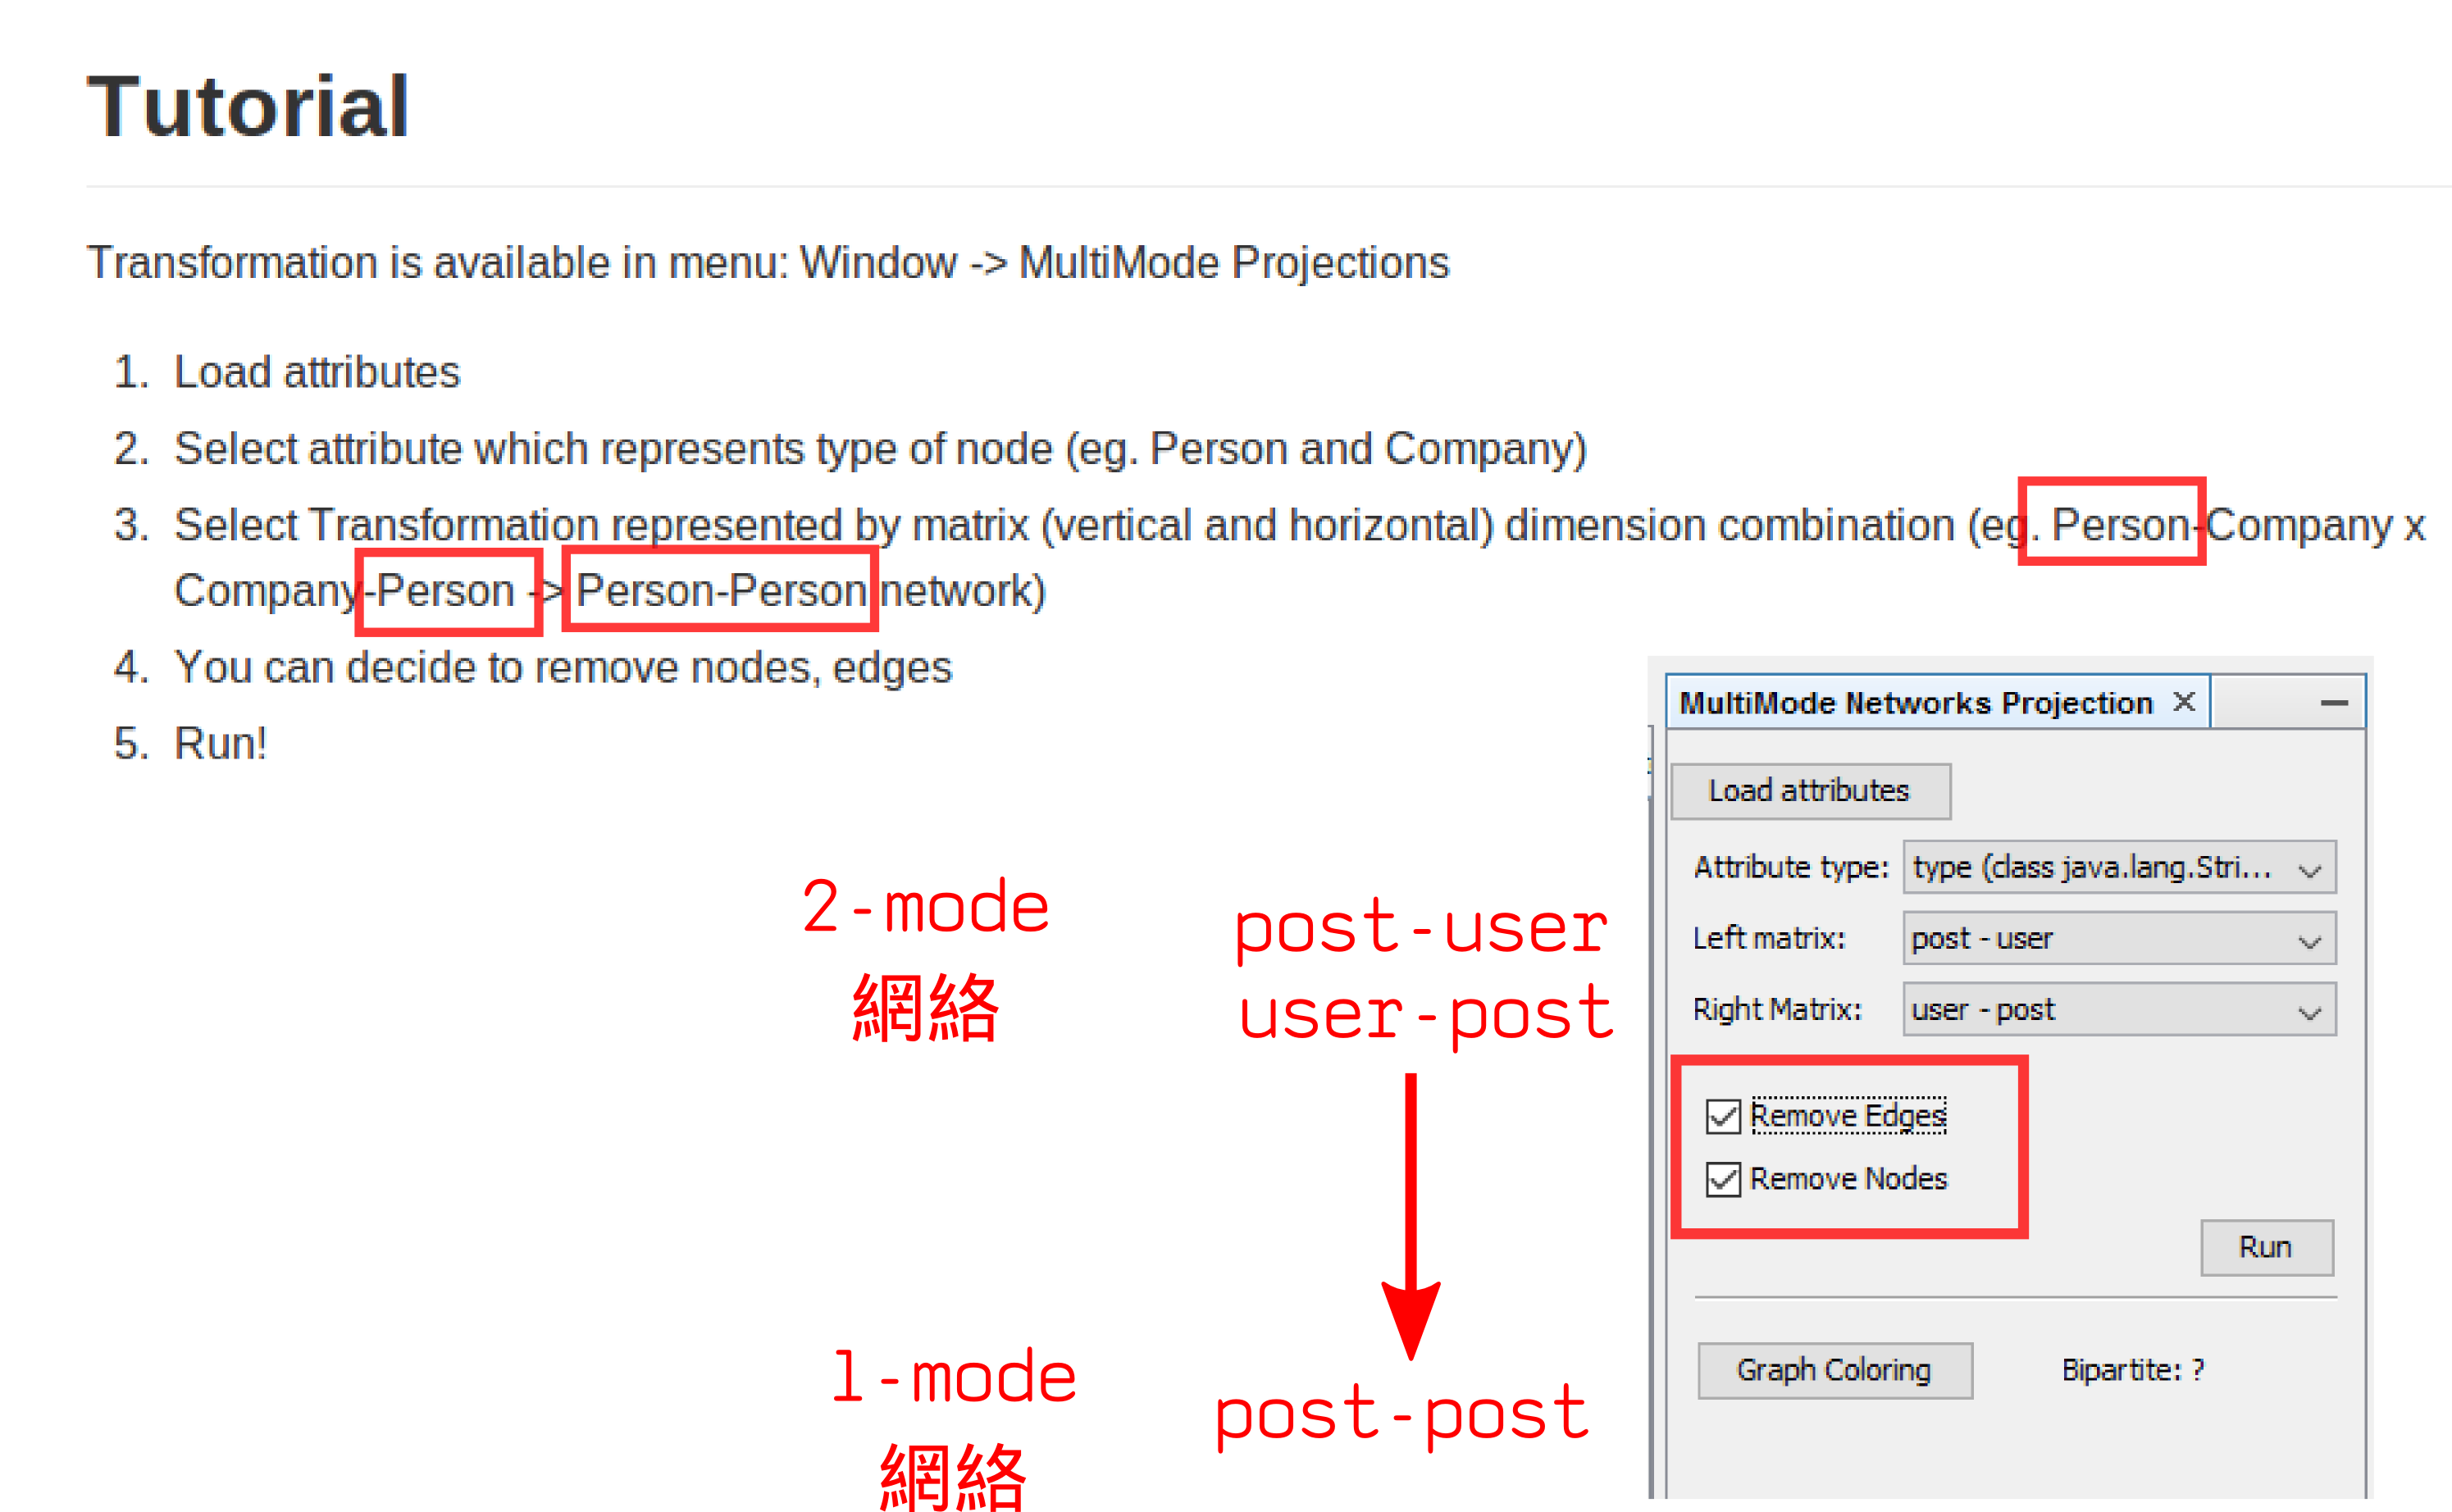 Tutorial
Transformation is available in menu: Window -> MultiMode Projections
1. Load attributes
2. Select attribute which represents type of node (eg. Person and Company)
3. Select Transformation represented by matrix (vertical and horizontal) dimension combination (eg. Person-Company x
Company-Person -> Person-Person network)
4. You can decide to remove nodes, edges
5. Run!
2-mode
網絡
post-user
user-post
1-mode
網絡
post-post
MultiMode Networks Projection
Load attributes
Attribute type: type (class java.lang.Stri...
Left matrix: post - user
Right Matrix: user - post
Remove Edges
Remove Nodes
Run
Graph Coloring Bipartite: ?